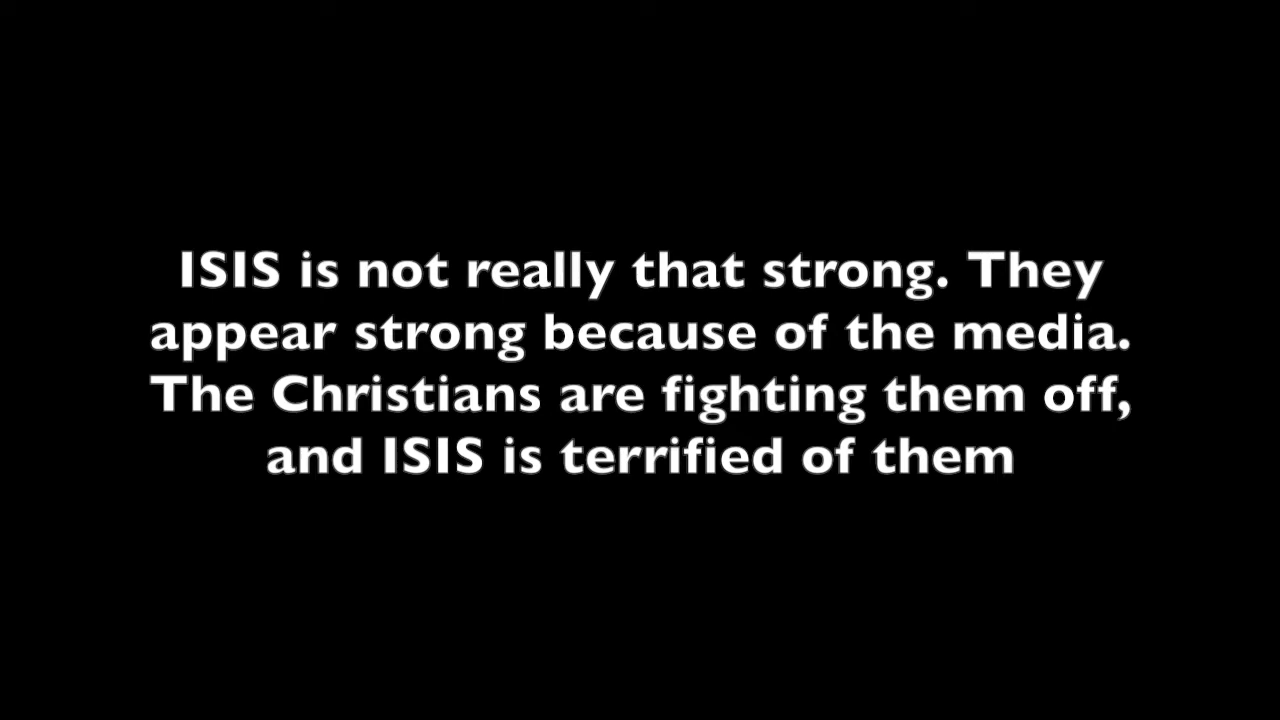 ISIS is not really that strong. They
appear strong because of the media.
The Christians are fighting them off,
and ISIS is terrified of them